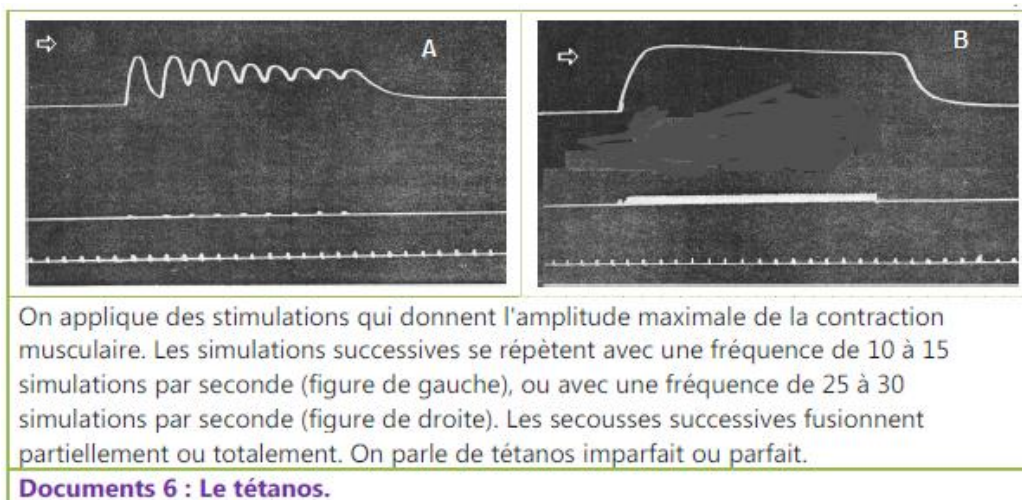 A
B
On applique des stimulations qui donnent l'amplitude maximale de la contraction
musculaire. Les simulations successives se répètent avec une fréquence de 10 à 15
simulations par seconde (figure de gauche), ou avec une fréquence de 25 à 30
simulations par seconde (figure de droite). Les secousses successives fusionnent
partiellement ou totalement. On parle de tétanos imparfait ou parfait.
Documents 6 : Le tétanos.